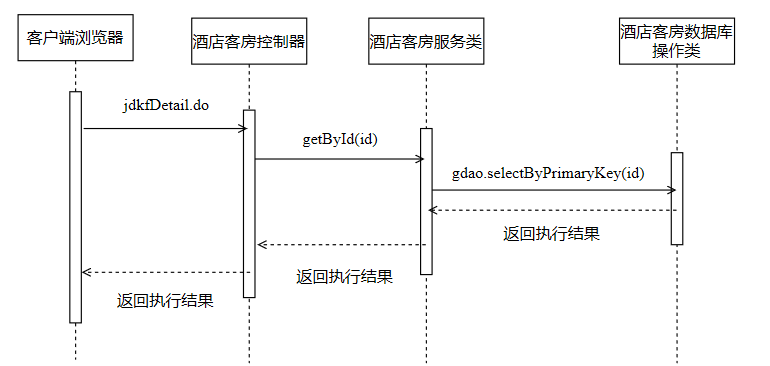 客户端浏览器
酒店客房控制器
酒店客房服务类
酒店客房数据库
操作类
jdkfDetail.do
getById(id)
gdao.selectByPrimaryKey(id)
返回执行结果
返回执行结果
返回执行结果